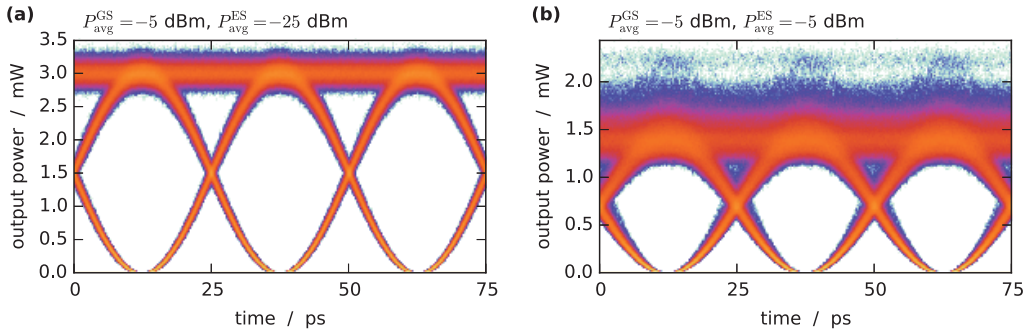 (a) P_avg^GS=−5 dBm, P_avg^ES=−25 dBm
3.5
3.0
2.5
2.0
1.5
1.0
0.5
0.0
output power / mW
0 25 50 75
time / ps
(b) P_avg^GS=−5 dBm, P_avg^ES=−5 dBm
2.0
1.5
1.0
0.5
0.0
output power / mW
0 25 50 75
time / ps